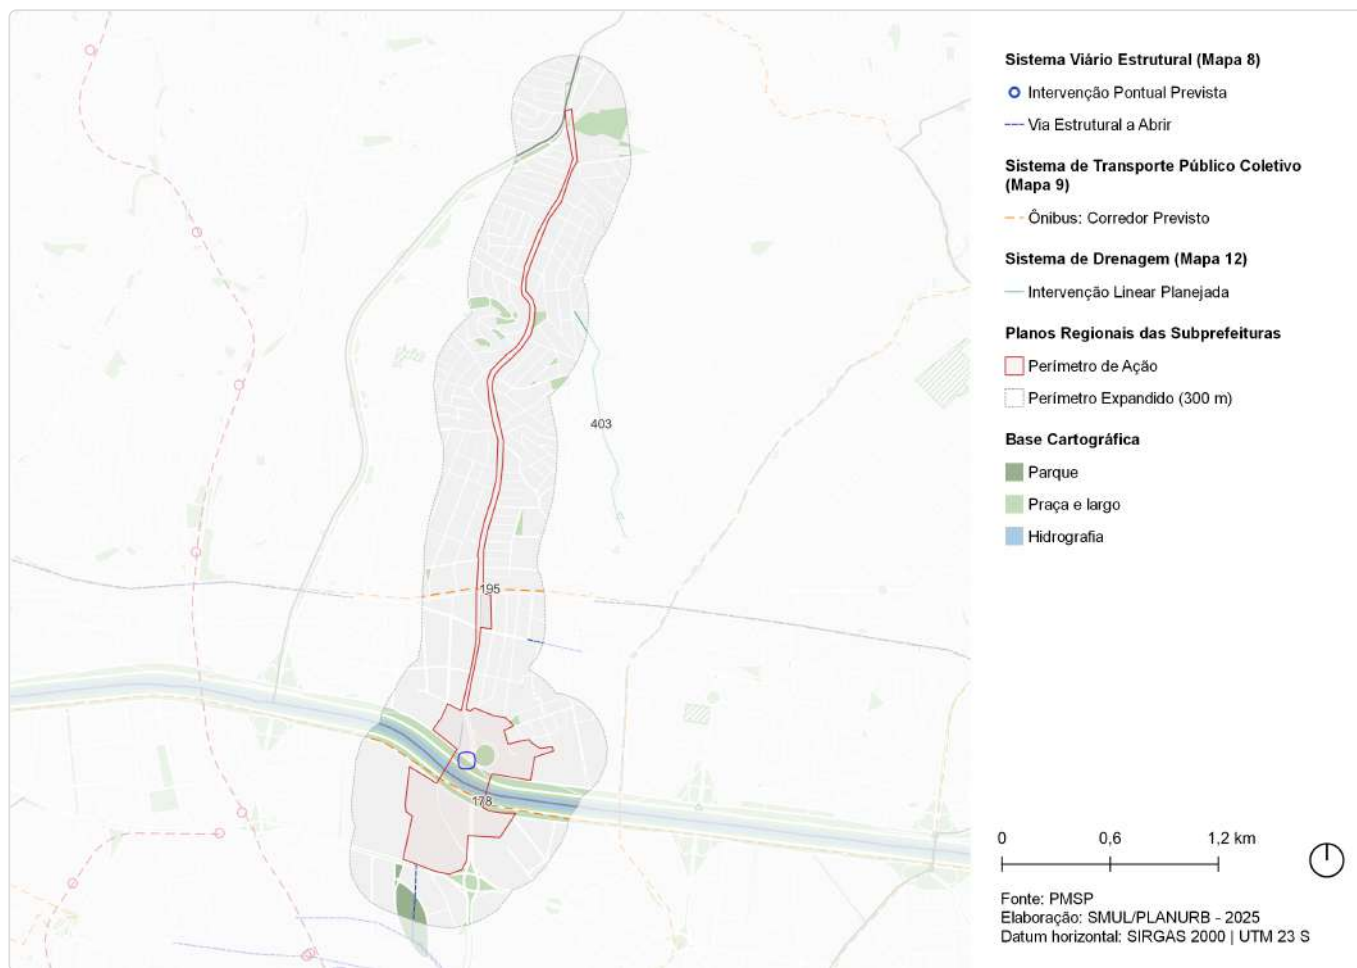 Sistema Viário Estrutural (Mapa 8)
Intervenção Pontual Prevista
Via Estrutural a Abrir
Sistema de Transporte Público Coletivo
(Mapa 9)
Ônibus: Corredor Previsto
Sistema de Drenagem (Mapa 12)
Intervenção Linear Planejada
Planos Regionais das Subprefeituras
Perímetro de Ação
Perímetro Expandido (300 m)
Base Cartográfica
Parque
Praça e largo
Hidrografia
403
195
178
0 0,6 1,2 km
Fonte: PMSP
Elaboração: SMUL/PLANURB - 2025
Datum horizontal: SIRGAS 2000 | UTM 23 S